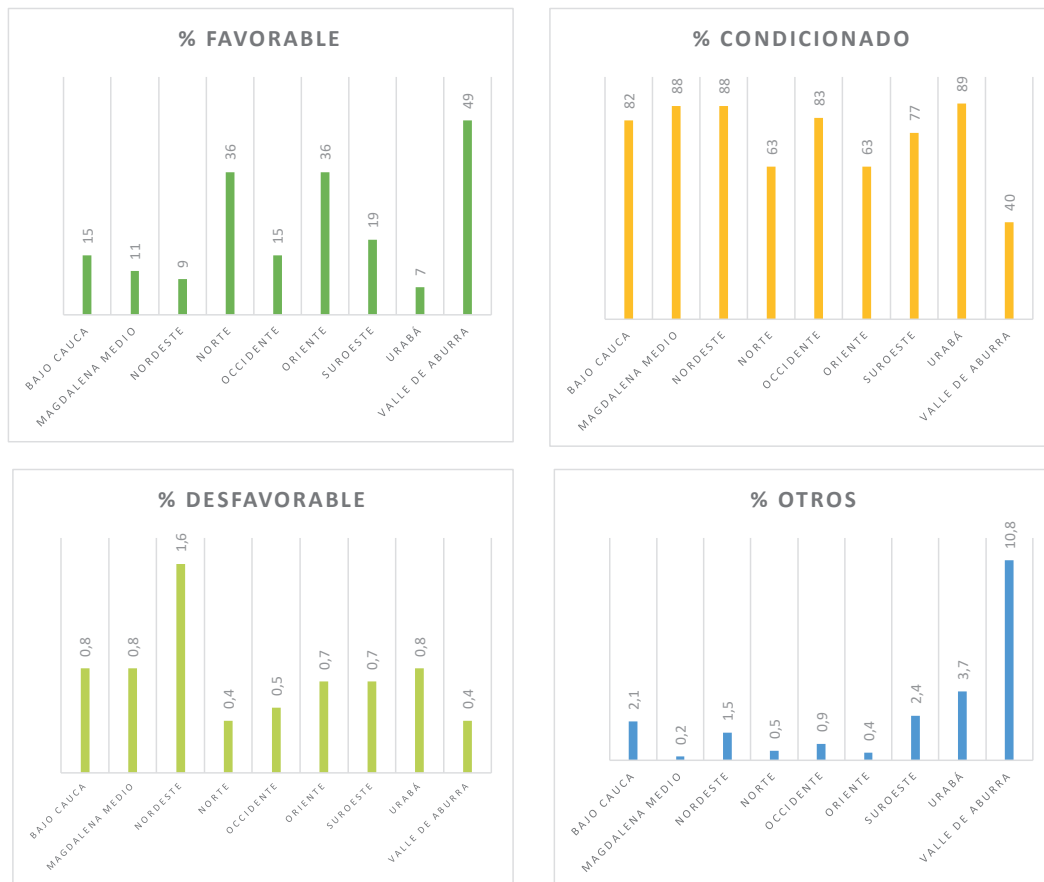 % FAVORABLE
15
11
9
36
15
36
19
7
49
BAJO CAUCA
MAGDALENA MEDIO
NORDESTE
NORTE
OCCIDENTE
ORIENTE
SUROESTE
URABÁ
VALLE DE ABURRA
% CONDICIONADO
82
88
88
63
83
63
77
89
40
BAJO CAUCA
MAGDALENA MEDIO
NORDESTE
NORTE
OCCIDENTE
ORIENTE
SUROESTE
URABÁ
VALLE DE ABURRA
% DESFAVORABLE
0,8
0,8
1,6
0,4
0,5
0,7
0,7
0,8
0,4
BAJO CAUCA
MAGDALENA MEDIO
NORDESTE
NORTE
OCCIDENTE
ORIENTE
SUROESTE
URABÁ
VALLE DE ABURRA
% OTROS
2,1
0,2
1,5
0,5
0,9
0,4
2,4
3,7
10,8
BAJO CAUCA
MAGDALENA MEDIO
NORDESTE
NORTE
OCCIDENTE
ORIENTE
SUROESTE
URABÁ
VALLE DE ABURRA